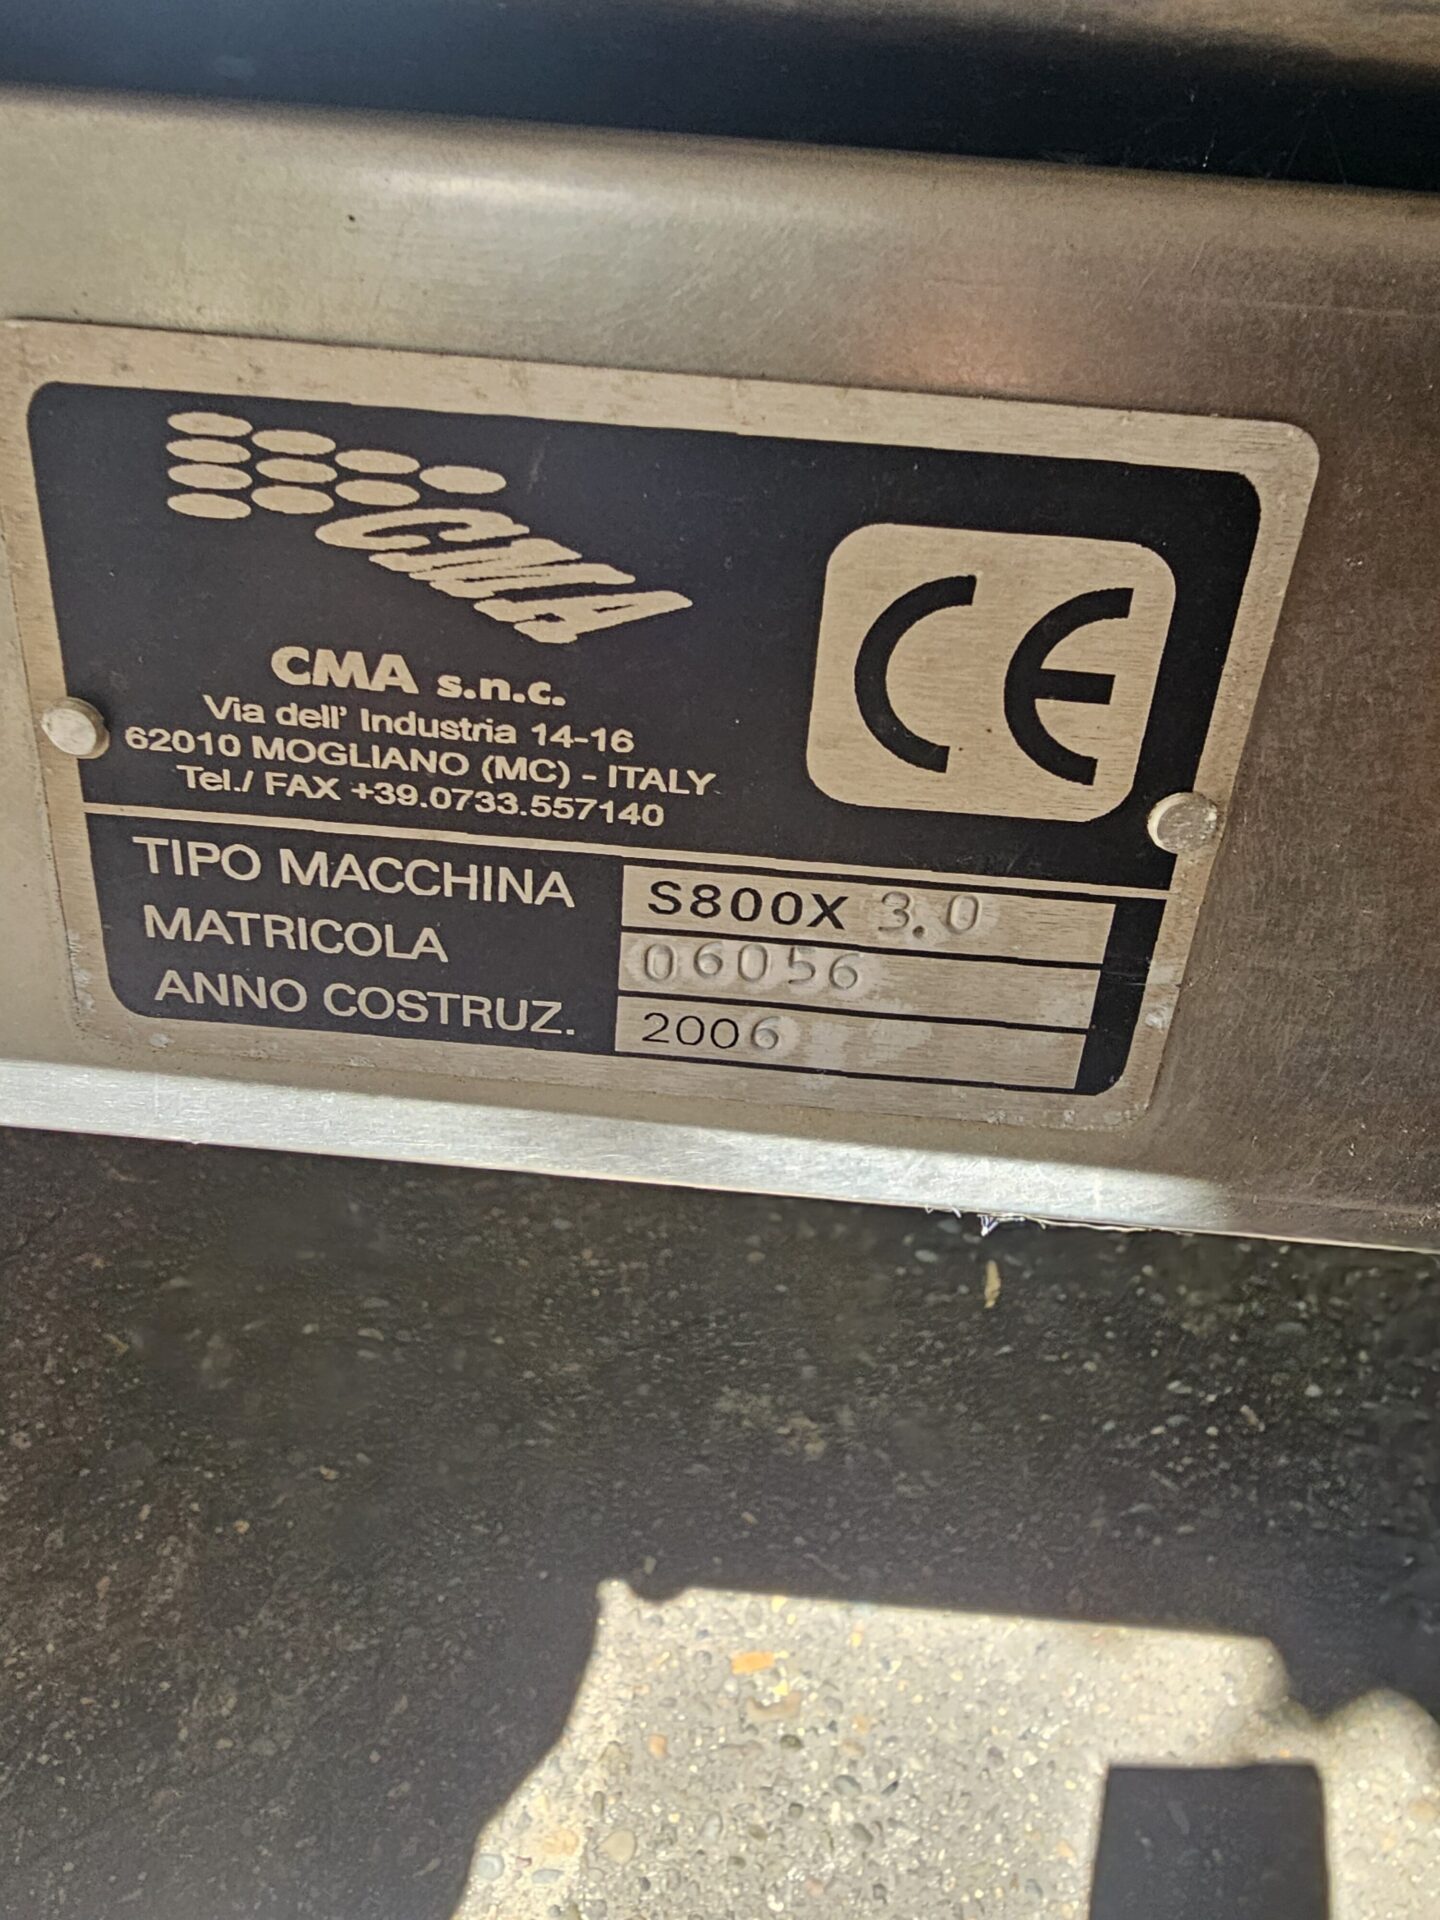 CMA
CMA s.n.c.
Via dell' Industria 14-16
62010 MOGLIANO (MC) - ITALY
Tel./ FAX +39.0733.557140
CE
TIPO MACCHINA S800X 3.0
MATRICOLA 06056
ANNO COSTRUZ. 2006